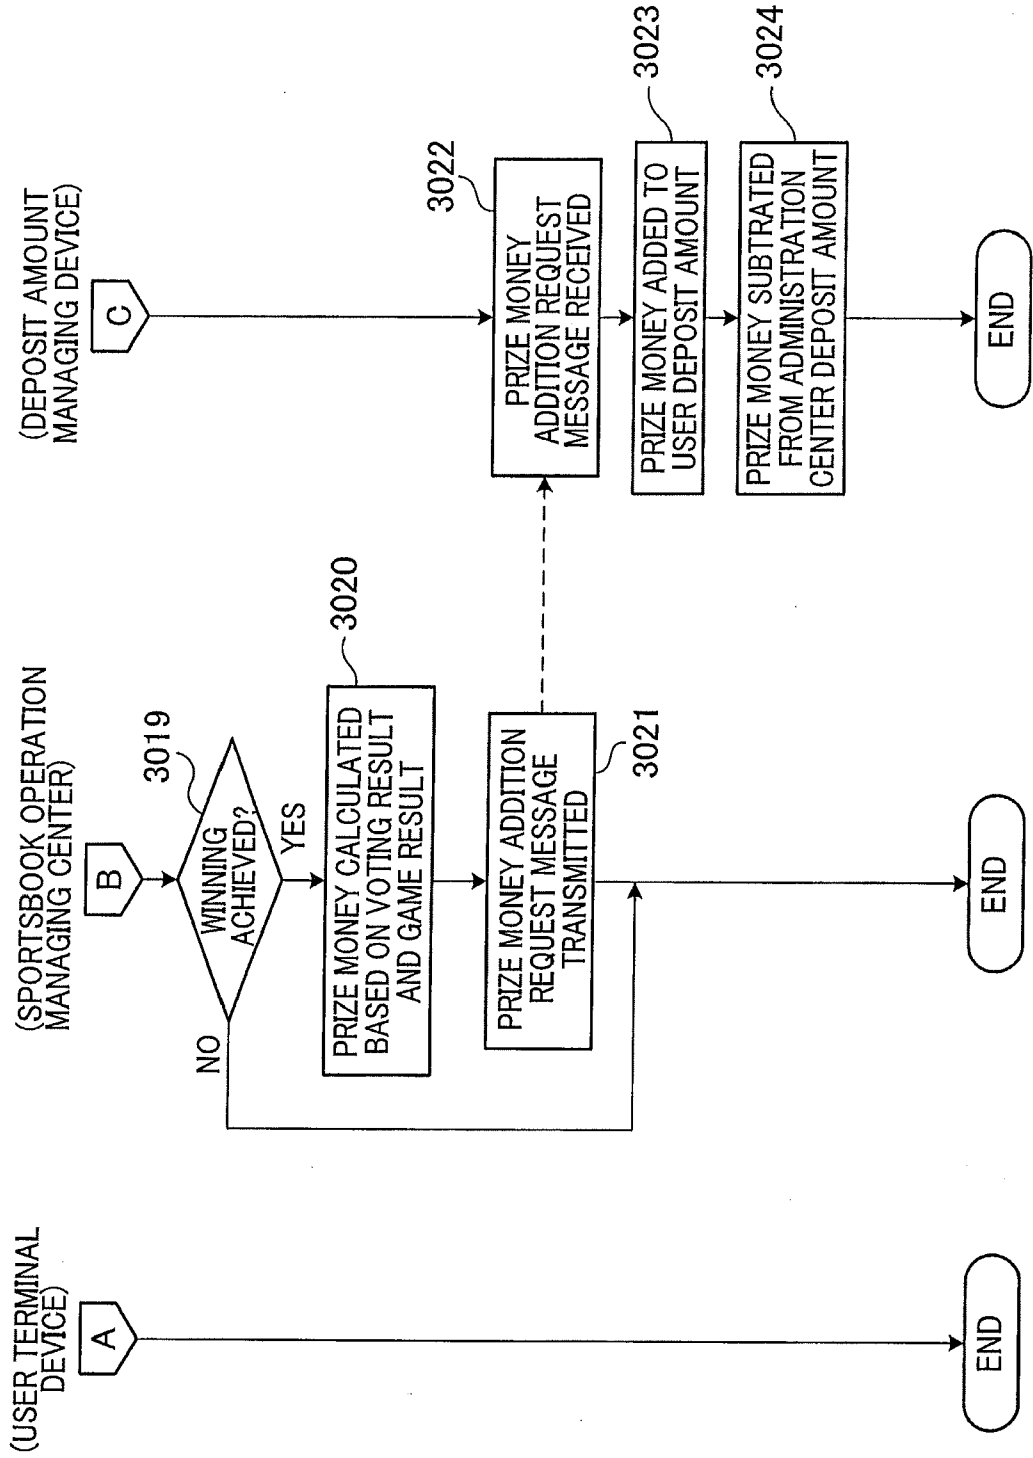 (USER TERMINAL
DEVICE)
A
END
(SPORTSBOOK OPERATION
MANAGING CENTER)
B
3019
WINNING
ACHIEVED?
NO
YES
3020
PRIZE MONEY CALCULATED
BASED ON VOTING RESULT
AND GAME RESULT
PRIZE MONEY ADDITION
REQUEST MESSAGE
TRANSMITTED
3021
END
(DEPOSIT AMOUNT
MANAGING DEVICE)
C
3022
PRIZE MONEY
ADDITION REQUEST
MESSAGE RECEIVED
3023
PRIZE MONEY ADDED TO
USER DEPOSIT AMOUNT
3024
PRIZE MONEY SUBTRATED
FROM ADMINISTRATION
CENTER DEPOSIT AMOUNT
END